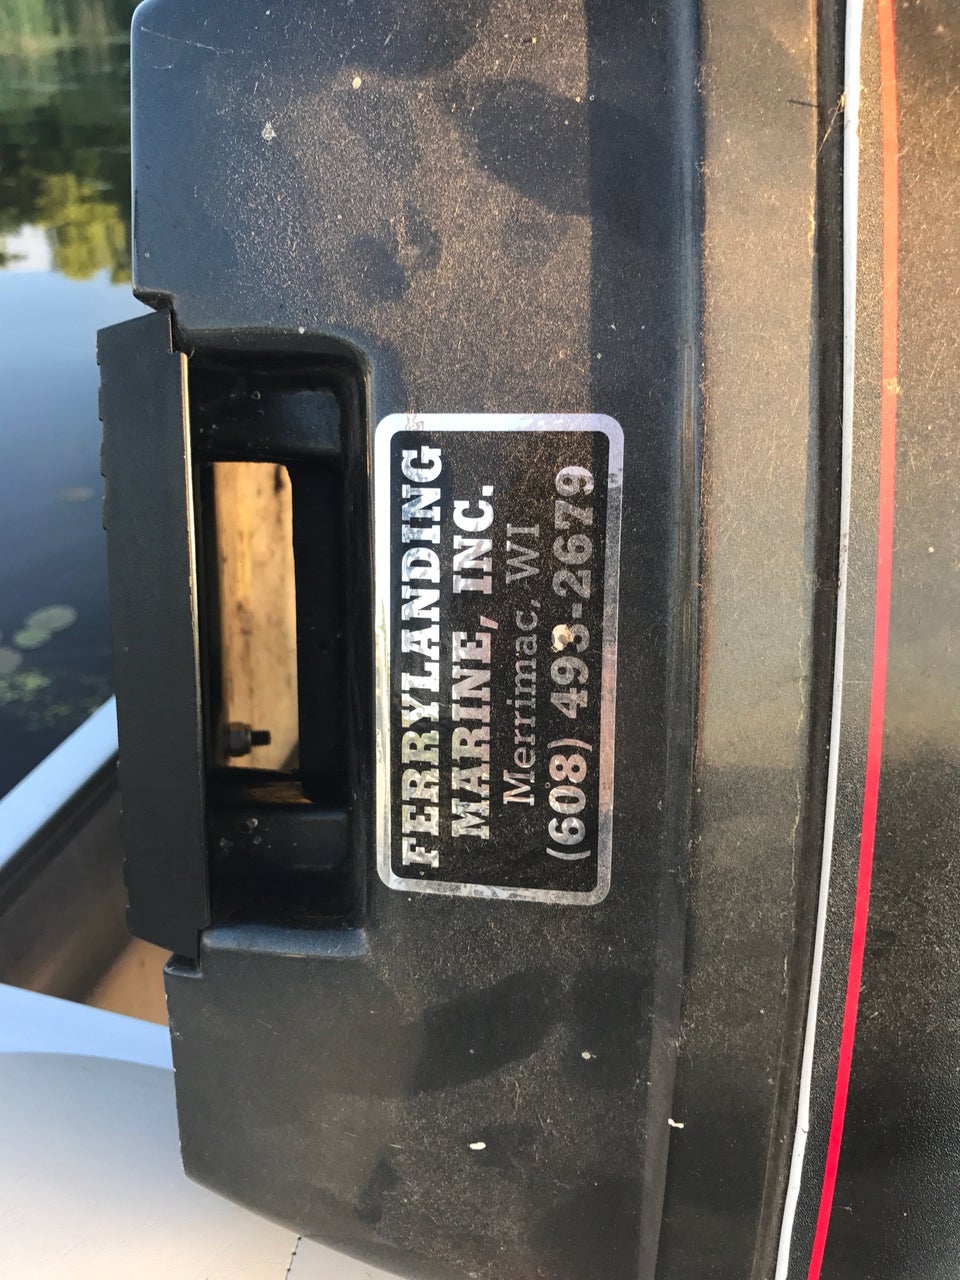 FERRYLANDING
MARINE, INC.
Merrimac, WI
(608) 493-2679